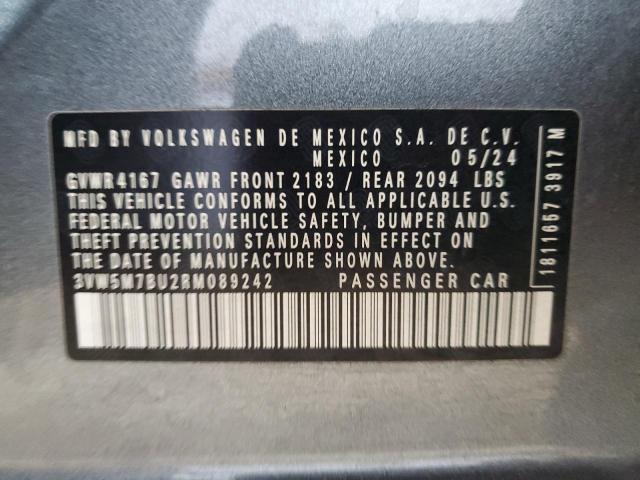 MFD BY VOLKSWAGEN DE MEXICO S.A. DE C.V.
MEXICO 05/24
GVWR4167 GAWR FRONT 2183 / REAR 2094 LBS
THIS VEHICLE CONFORMS TO ALL APPLICABLE U.S.
FEDERAL MOTOR VEHICLE SAFETY, BUMPER AND
THEFT PREVENTION STANDARDS IN EFFECT ON
THE DATE OF MANUFACTURE SHOWN ABOVE.
3VW5M7BU2RM089242 PASSENGER CAR
1811657 3917 M